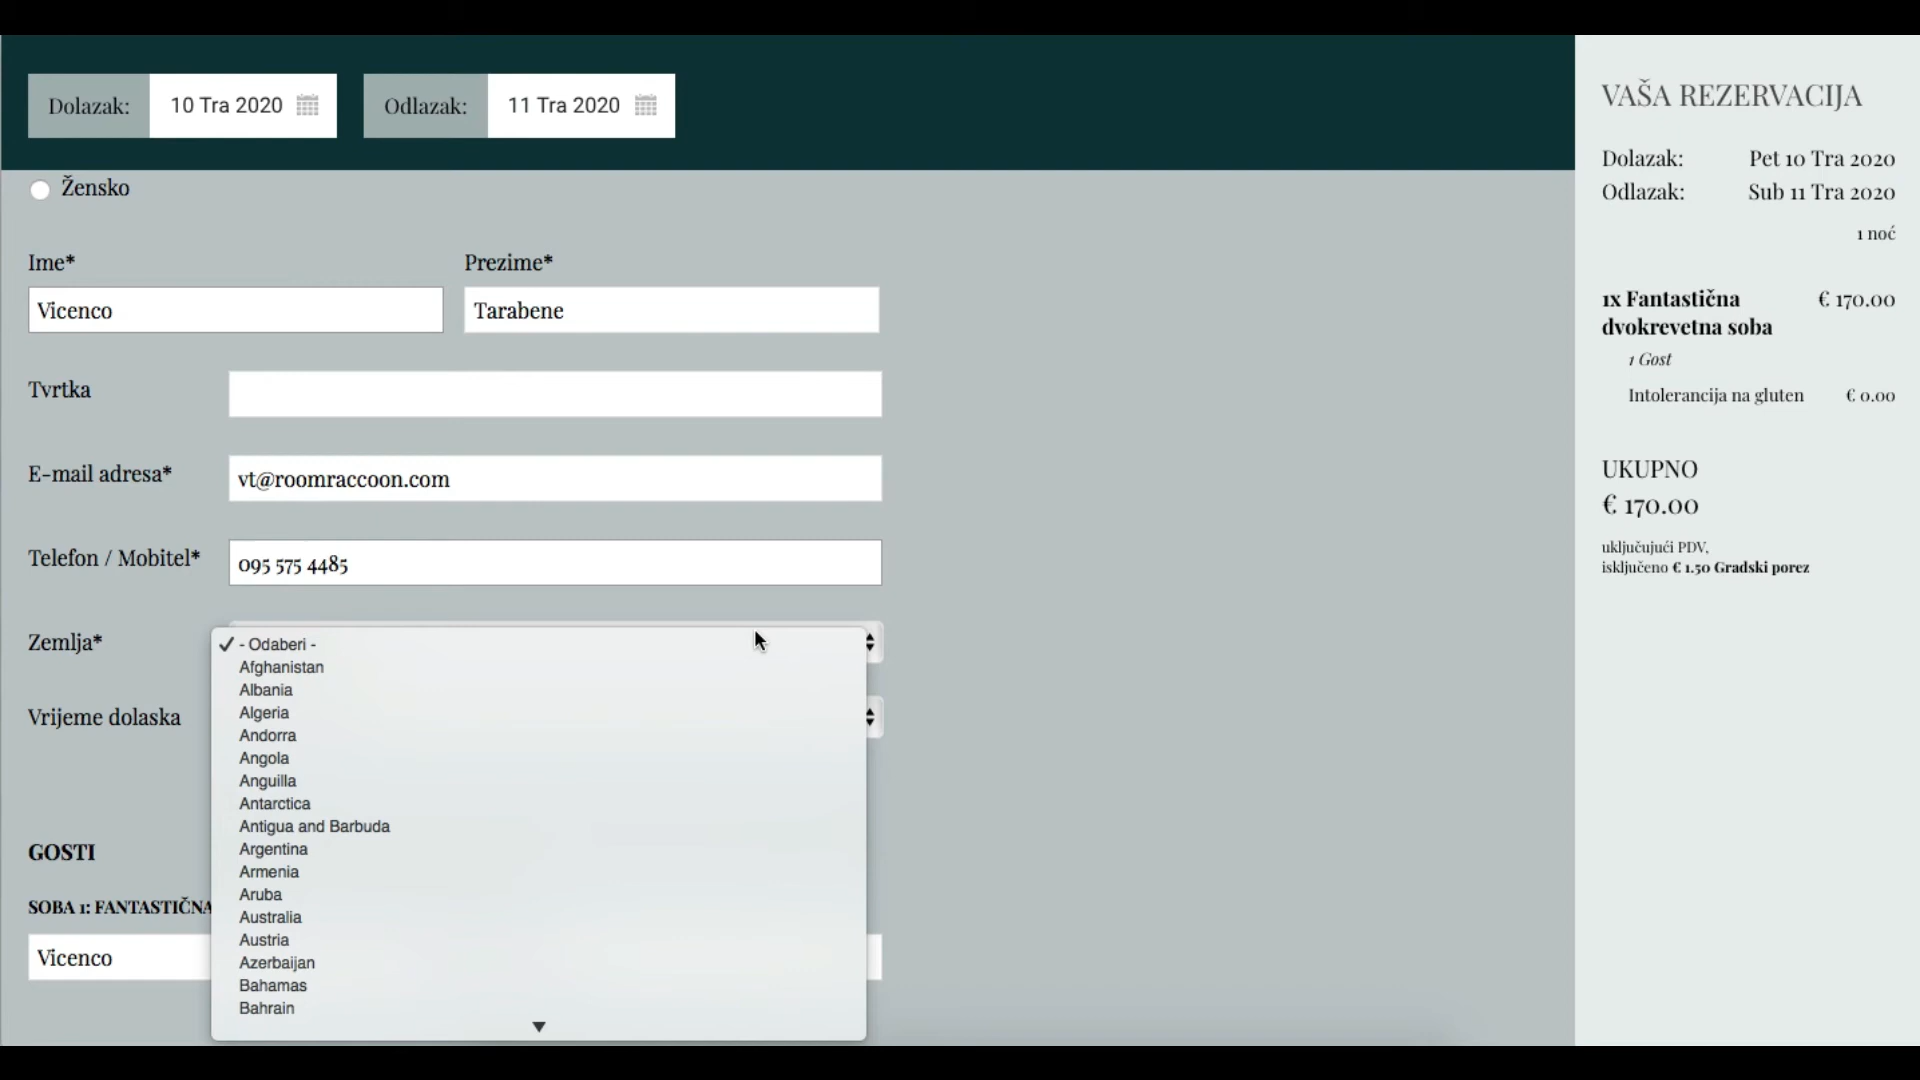 Dolazak: 10 Tra 2020 Odlazak: 11 Tra 2020
Žensko
Ime* Prezime*
Vicenco Tarabene
Tvrtka
E-mail adresa* vt@roomraccoon.com
Telefon / Mobitel* 095 575 4485
Zemlja* ✓ - Odaberi -
Afghanistan
Albania
Algeria
Vrijeme dolaska
Andorra
Angola
Anguilla
Antarctica
Antigua and Barbuda
Argentina
GOSTI
Armenia
Aruba
SOBA 1: FANTASTIČNA
Australia
Austria
Vicenco
Azerbaijan
Bahamas
Bahrain
VAŠA REZERVACIJA
Dolazak: Pet 10 Tra 2020
Odlazak: Sub 11 Tra 2020
1 noć
1x Fantastična € 170.00
dvokrevetna soba
1 Gost
Intolerancija na gluten € 0.00
UKUPNO
€ 170.00
uključujući PDV,
isključeno € 1.50 Gradski porez